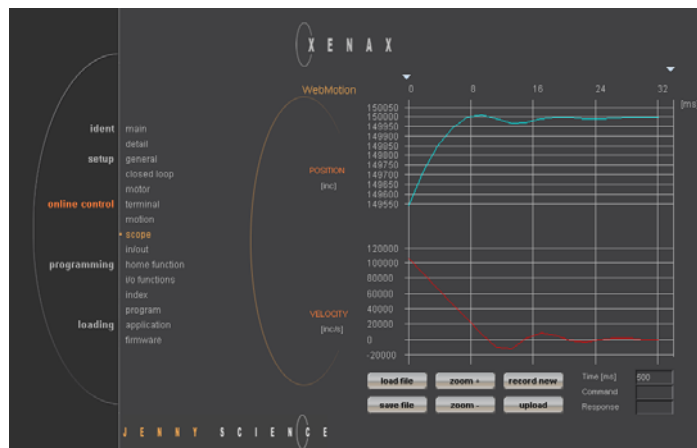 XENAX
WebMotion
0 8 16 24 32
[ms]
150050
150000
149950
149900
149850
149800
149750
149700
149650
149600
149550
POSITION
[inc]
ident main
detail
setup general
closed loop
motor
online control terminal
motion
scope
in/out
programming home function
i/o functions
index
program
loading application
firmware
120000
100000
80000
60000
40000
20000
0
-20000
VELOCITY
[inc/s]
load file zoom + record new Time [ms] 500
Command
save file zoom - upload Response
JENNY SCIENCE